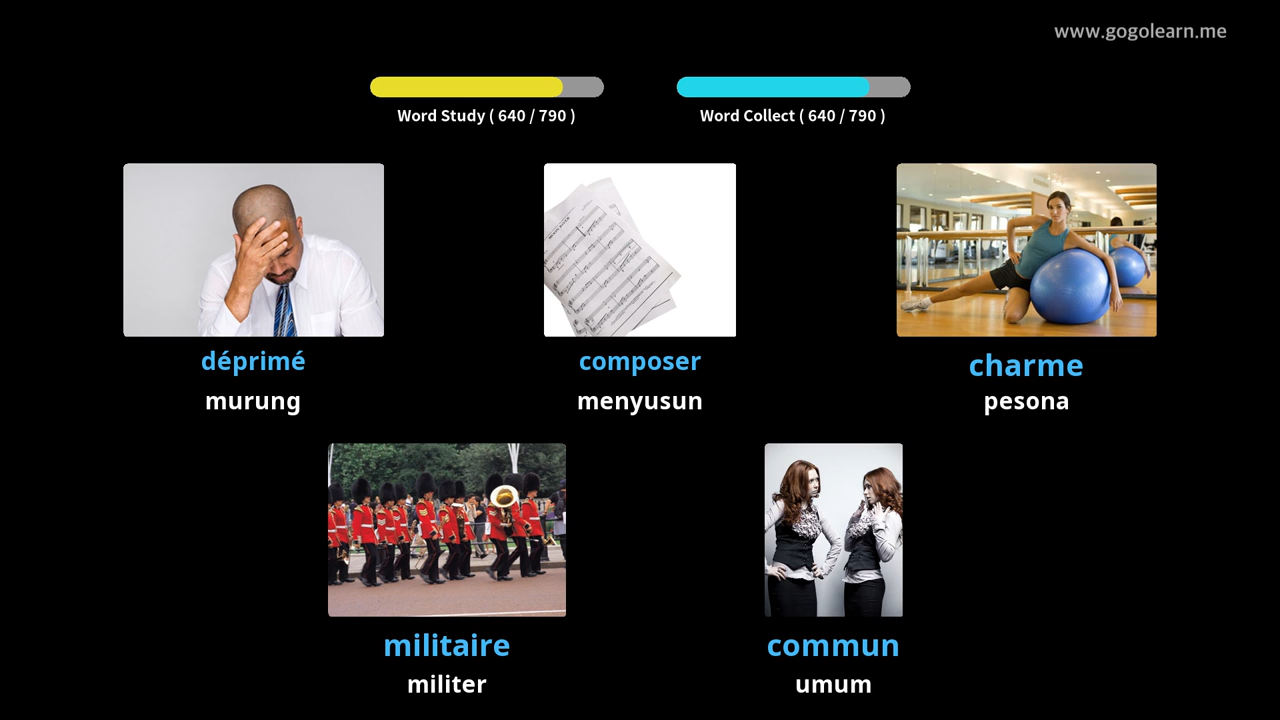 www.gogolearn.me
Word Study ( 640 / 790 )
Word Collect ( 640 / 790 )
déprimé
murung
composer
menyusun
charme
pesona
militaire
militer
commun
umum